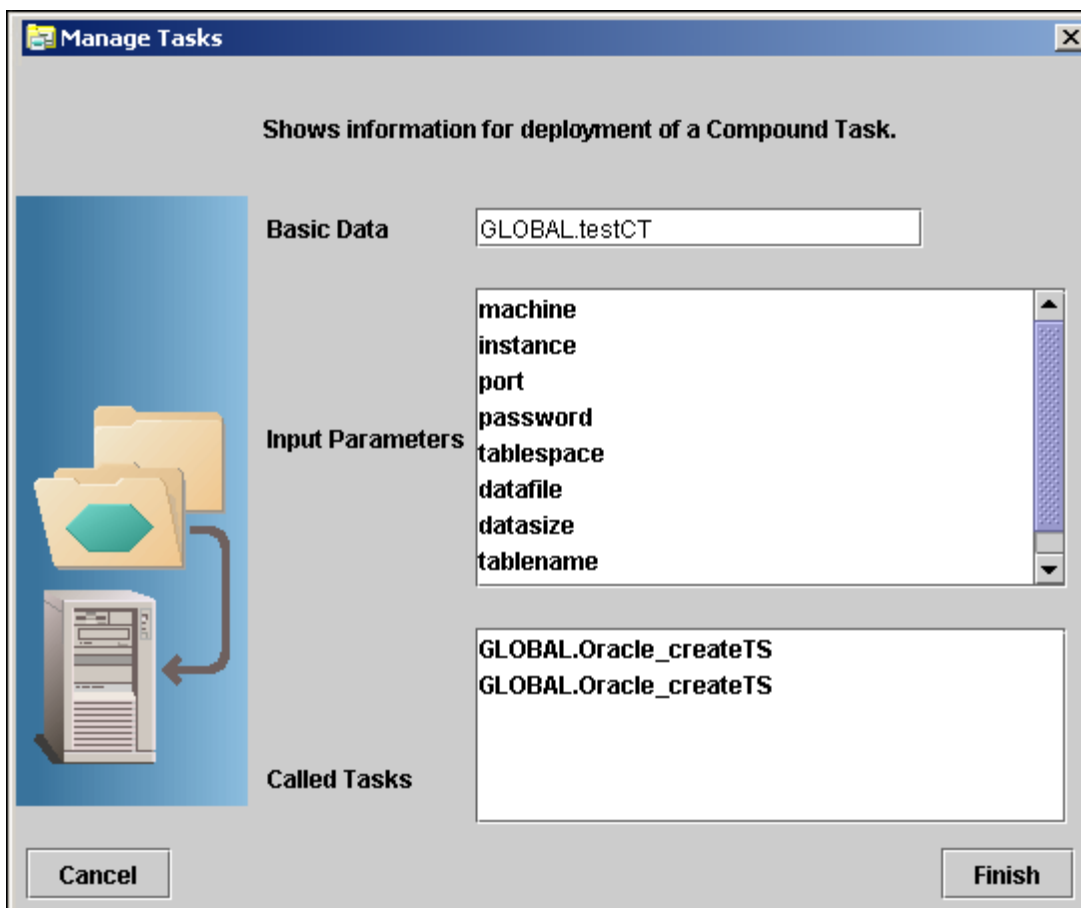 Manage Tasks
Shows information for deployment of a Compound Task.
Basic Data
GLOBAL.testCT
Input Parameters
machine
instance
port
password
tablespace
datafile
datasize
tablename
Called Tasks
GLOBAL.Oracle_createTS
GLOBAL.Oracle_createTS
Cancel
Finish